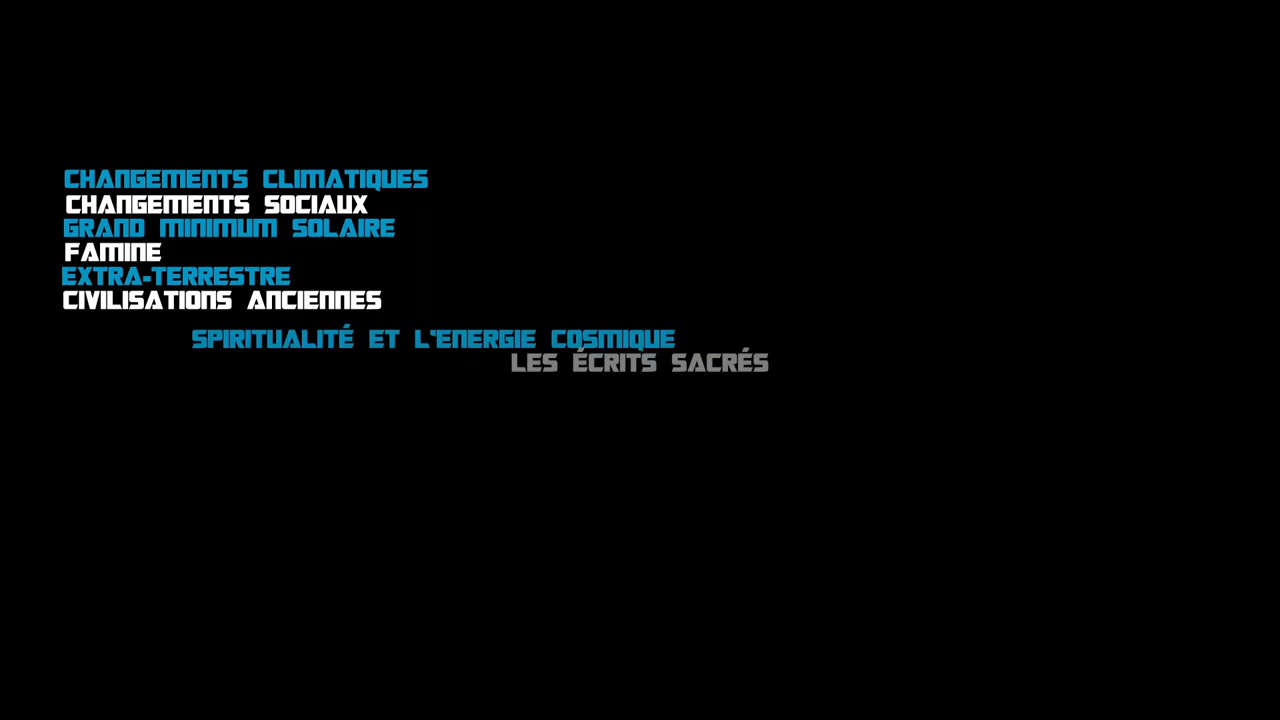 CHANGEMENTS CLIMATIQUES
CHANGEMENTS SOCIAUX
GRAND MINIMUM SOLAIRE
FAMINE
EXTRA-TERRESTRE
CIVILISATIONS ANCIENNES
SPIRITUALITÉ ET L'ENERGIE COSMIQUE
LES ÉCRITS SACRÉS